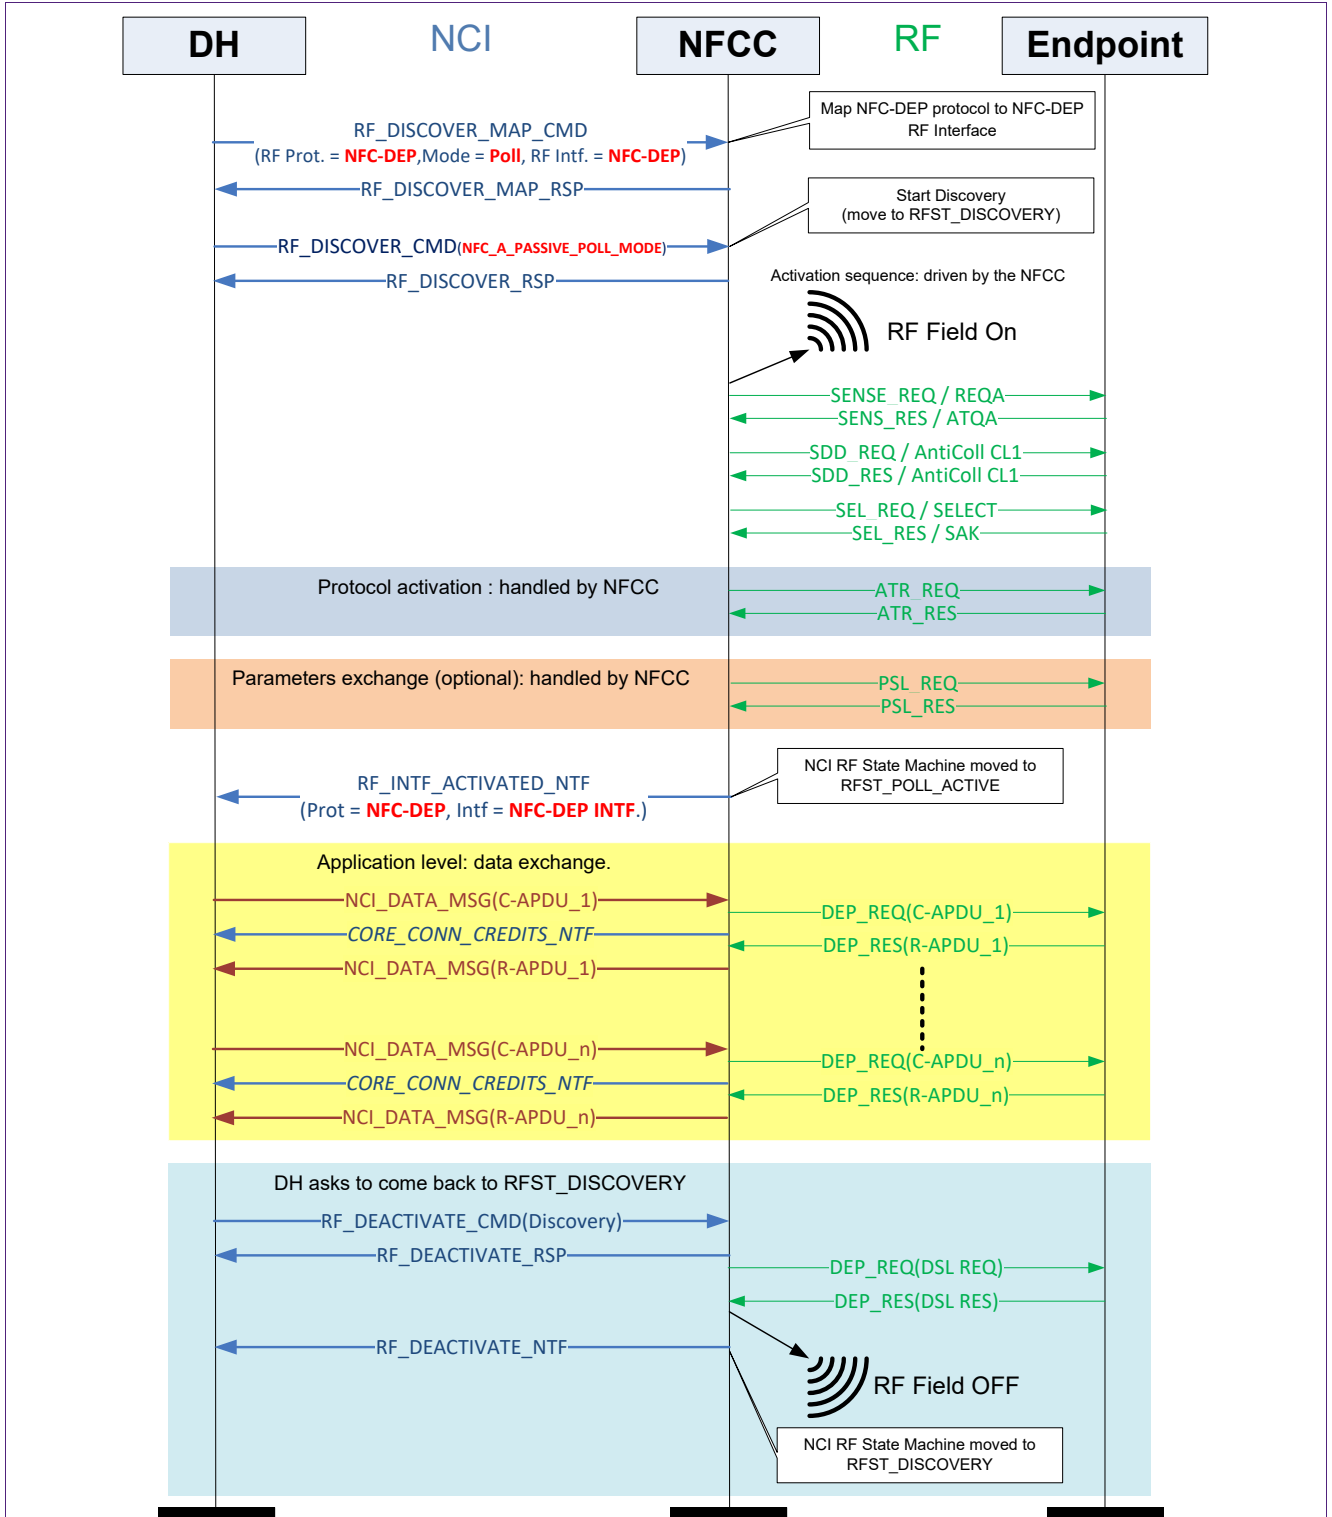 DH
NCI
NFCC
RF
Endpoint
Map NFC-DEP protocol to NFC-DEP
RF Interface
RF_DISCOVER_MAP_CMD
(RF Prot. = NFC-DEP,Mode = Poll, RF Intf. = NFC-DEP)
RF_DISCOVER_MAP_RSP
Start Discovery
(move to RFST_DISCOVERY)
RF_DISCOVER_CMD(NFC_A_PASSIVE_POLL_MODE)
RF_DISCOVER_RSP
Activation sequence: driven by the NFCC
RF Field On
SENSE_REQ / REQA
SENS_RES / ATQA
SDD_REQ / AntiColl CL1
SDD_RES / AntiColl CL1
SEL_REQ / SELECT
SEL_RES / SAK
Protocol activation : handled by NFCC
ATR_REQ
ATR_RES
Parameters exchange (optional): handled by NFCC
PSL_REQ
PSL_RES
NCI RF State Machine moved to
RFST_POLL_ACTIVE
RF_INTF_ACTIVATED_NTF
(Prot = NFC-DEP, Intf = NFC-DEP INTF.)
Application level: data exchange.
NCI_DATA_MSG(C-APDU_1)
DEP_REQ(C-APDU_1)
CORE_CONN_CREDITS_NTF
DEP_RES(R-APDU_1)
NCI_DATA_MSG(R-APDU_1)
NCI_DATA_MSG(C-APDU_n)
DEP_REQ(C-APDU_n)
CORE_CONN_CREDITS_NTF
DEP_RES(R-APDU_n)
NCI_DATA_MSG(R-APDU_n)
DH asks to come back to RFST_DISCOVERY
RF_DEACTIVATE_CMD(Discovery)
RF_DEACTIVATE_RSP
DEP_REQ(DSL REQ)
DEP_RES(DSL RES)
RF_DEACTIVATE_NTF
RF Field OFF
NCI RF State Machine moved to
RFST_DISCOVERY